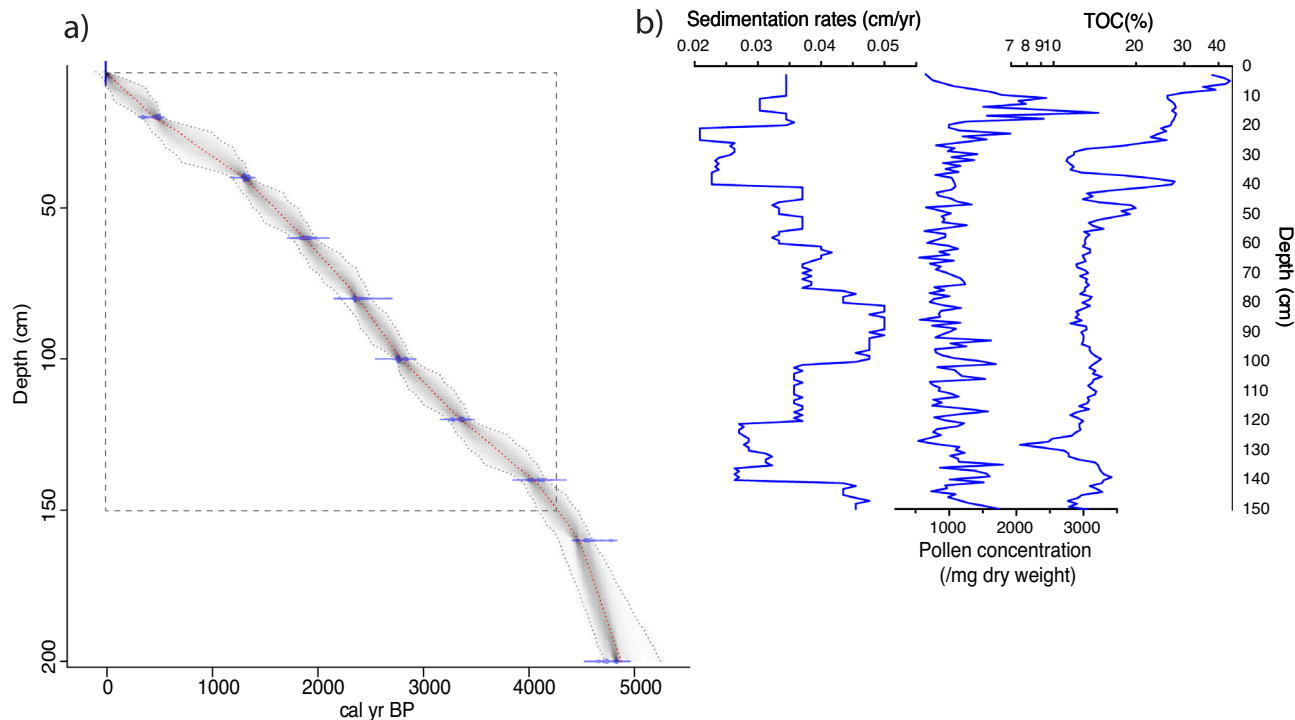 a)
Depth (cm)
50
100
150
200
0 1000 2000 3000 4000 5000
cal yr BP
b)
Sedimentation rates (cm/yr)
0.02 0.03 0.04 0.05
TOC(%)
7 8 910 20 30 40
0
10
20
30
40
50
60
70
80
90
100
110
120
130
140
150
Depth (cm)
1000 2000 3000
Pollen concentration
(/mg dry weight)